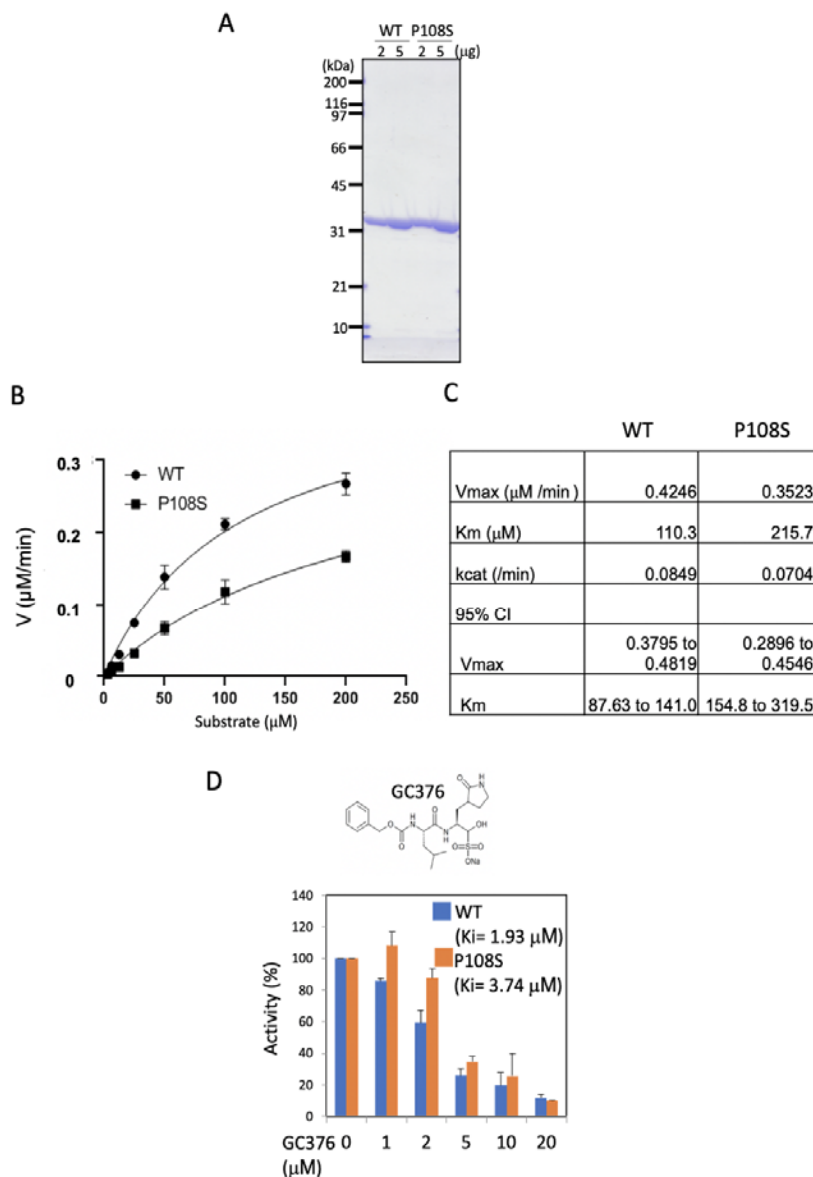 A
WT P108S
2 5 2 5 (μg)
(kDa)
200
116
97
66
45
31
21
10
B
0.3
0.2
0.1
0
V (μM/min)
WT
P108S
0 50 100 150 200 250
Substrate (μM)
C
WT P108S
Vmax (μM /min ) 0.4246 0.3523
Km (μM) 110.3 215.7
kcat (/min) 0.0849 0.0704
95% CI
Vmax 0.3795 to 0.4819 0.2896 to 0.4546
Km 87.63 to 141.0 154.8 to 319.5
D
GC376
O H
N
O
O
H
N
O
N
H
OH
O S O
ONa
140
120
100
80
60
40
20
0
Activity (%)
WT
(Ki= 1.93 μM)
P108S
(Ki= 3.74 μM)
GC376 0 1 2 5 10 20
(μM)